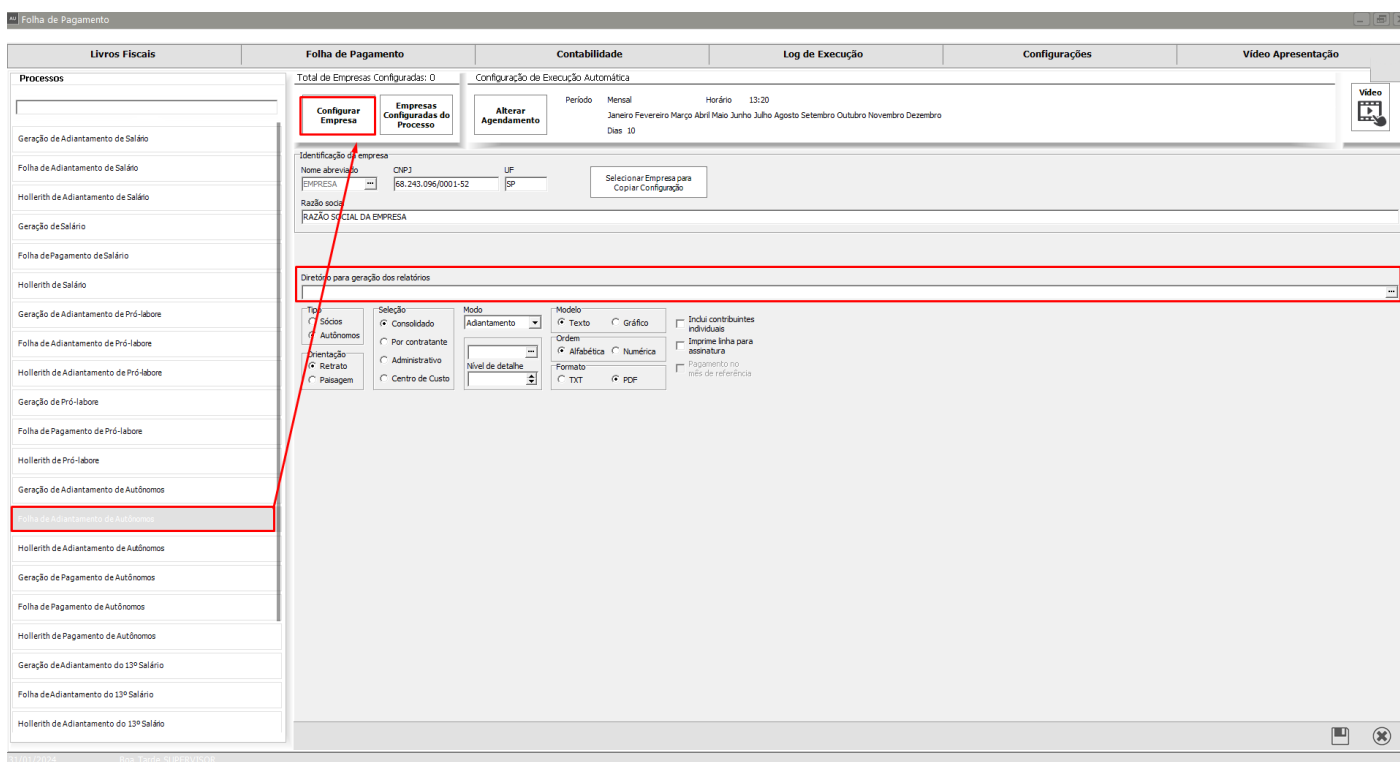 AU Folha de Pagamento
Livros Fiscais
Folha de Pagamento
Contabilidade
Log de Execução
Configurações
Vídeo Apresentação
Processos
Geração de Adiantamento de Salário
Folha de Adiantamento de Salário
Hollerith de Adiantamento de Salário
Geração de Salário
Folha de Pagamento de Salário
Hollerith de Salário
Geração de Adiantamento de Pró-labore
Folha de Adiantamento de Pró-labore
Hollerith de Adiantamento de Pró-labore
Geração de Pró-labore
Folha de Pagamento de Pró-labore
Hollerith de Pró-labore
Geração de Adiantamento de Autônomos
Folha de Adiantamento de Autônomos
Hollerith de Adiantamento de Autônomos
Geração de Pagamento de Autônomos
Folha de Pagamento de Autônomos
Hollerith de Pagamento de Autônomos
Geração de Adiantamento do 13º Salário
Folha de Adiantamento do 13º Salário
Hollerith de Adiantamento do 13º Salário
Total de Empresas Configuradas: 0
Configurar
Empresa
Empresas
Configuradas do
Processo
Configuração de Execução Automática
Alterar
Agendamento
Período Mensal Horário 13:20
Janeiro Fevereiro Março Abril Maio Junho Julho Agosto Setembro Outubro Novembro Dezembro
Dias 10
Vídeo
Identificação da empresa
Nome abreviado CNPJ UF
EMPRESA ... 68.243.096/0001-52 SP
Selecionar Empresa para
Copiar Configuração
Razão social
RAZÃO SOCIAL DA EMPRESA
Diretório para geração dos relatórios
...
Tipo
Sócios
Autônomos
Orientação
Retrato
Paisagem
Seleção
Consolidado
Por contratante
Administrativo
Centro de Custo
Modo
Adiantamento
...
Nível de detalhe
Modelo
Texto Gráfico
Ordem
Alfabética Numérica
Formato
TXT PDF
Inclui contribuintes
individuais
Imprime linha para
assinatura
Pagamento no
mês de referência
11/01/2024 Boa Tarde SUPERVISOR